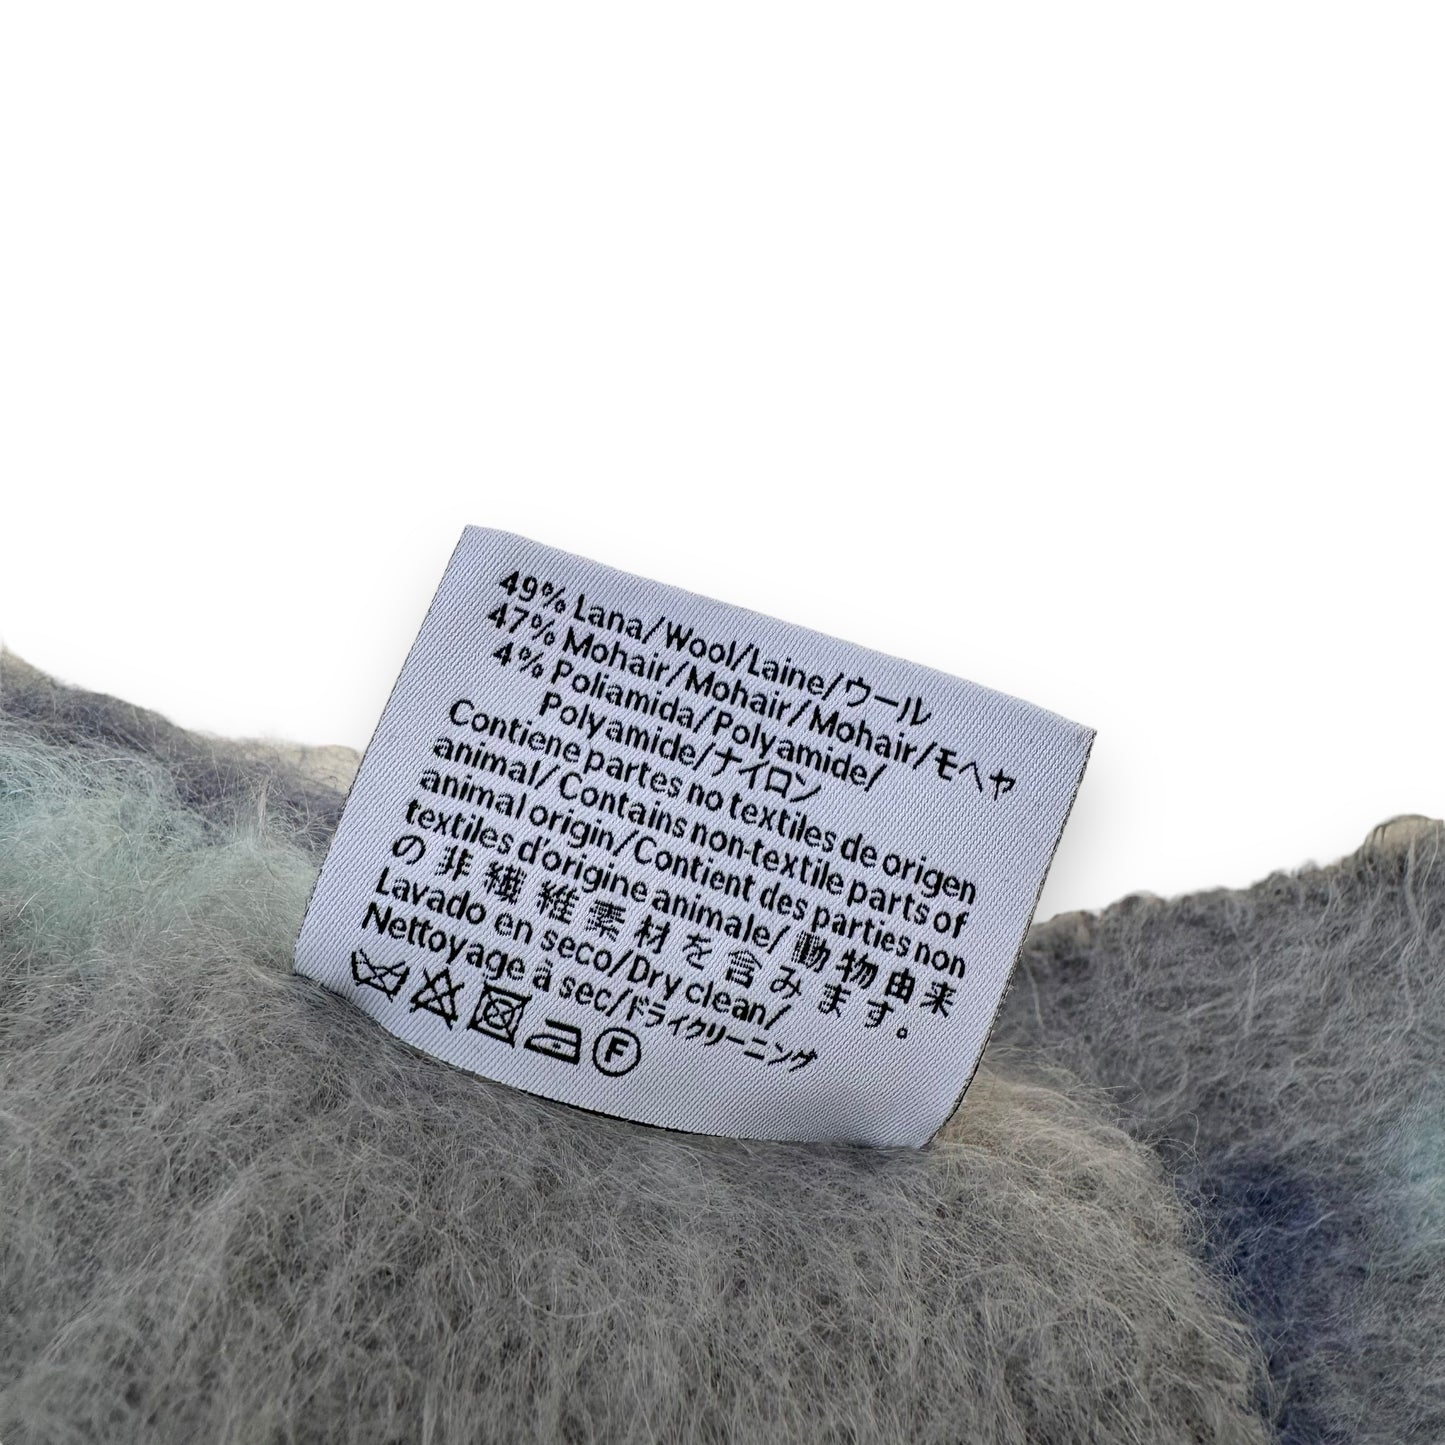 49% Lana/Wool/Laine/ウール
47% Mohair/Mohair/Mohair/モヘヤ
4% Poliamida/Polyamide/
Polyamide/ナイロン
Contiene partes no textiles de origen
animal/Contains non-textile parts of
animal origin/Contient des parties non
textiles d'origine animale/動物由来
の非繊維素材を含みます。
Lavado en seco/Dry clean/
Nettoyage à sec/ドライクリーニング
F